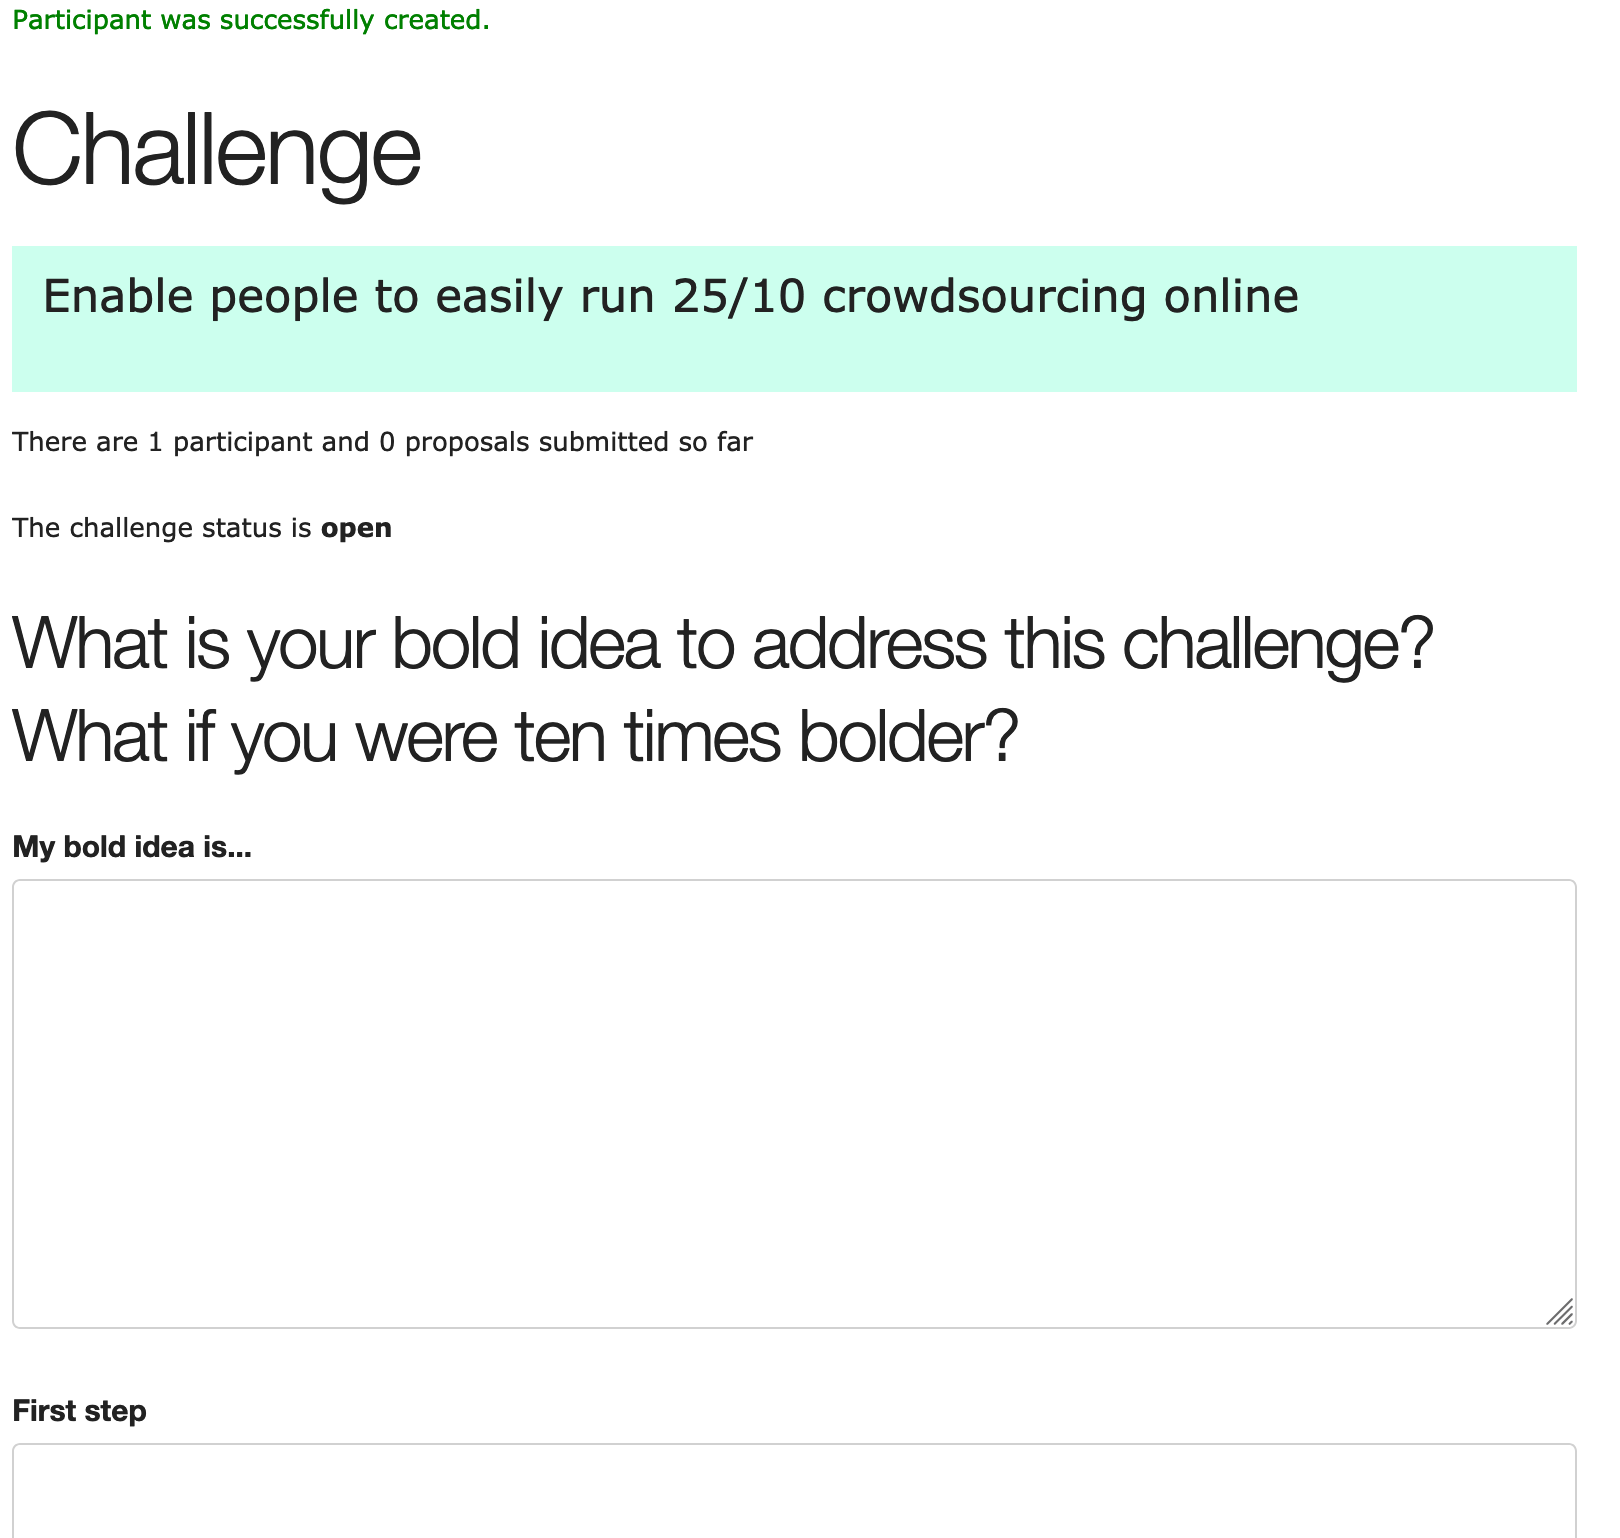 Participant was successfully created.
Challenge
Enable people to easily run 25/10 crowdsourcing online
There are 1 participant and 0 proposals submitted so far
The challenge status is open
What is your bold idea to address this challenge?
What if you were ten times bolder?
My bold idea is...
First step